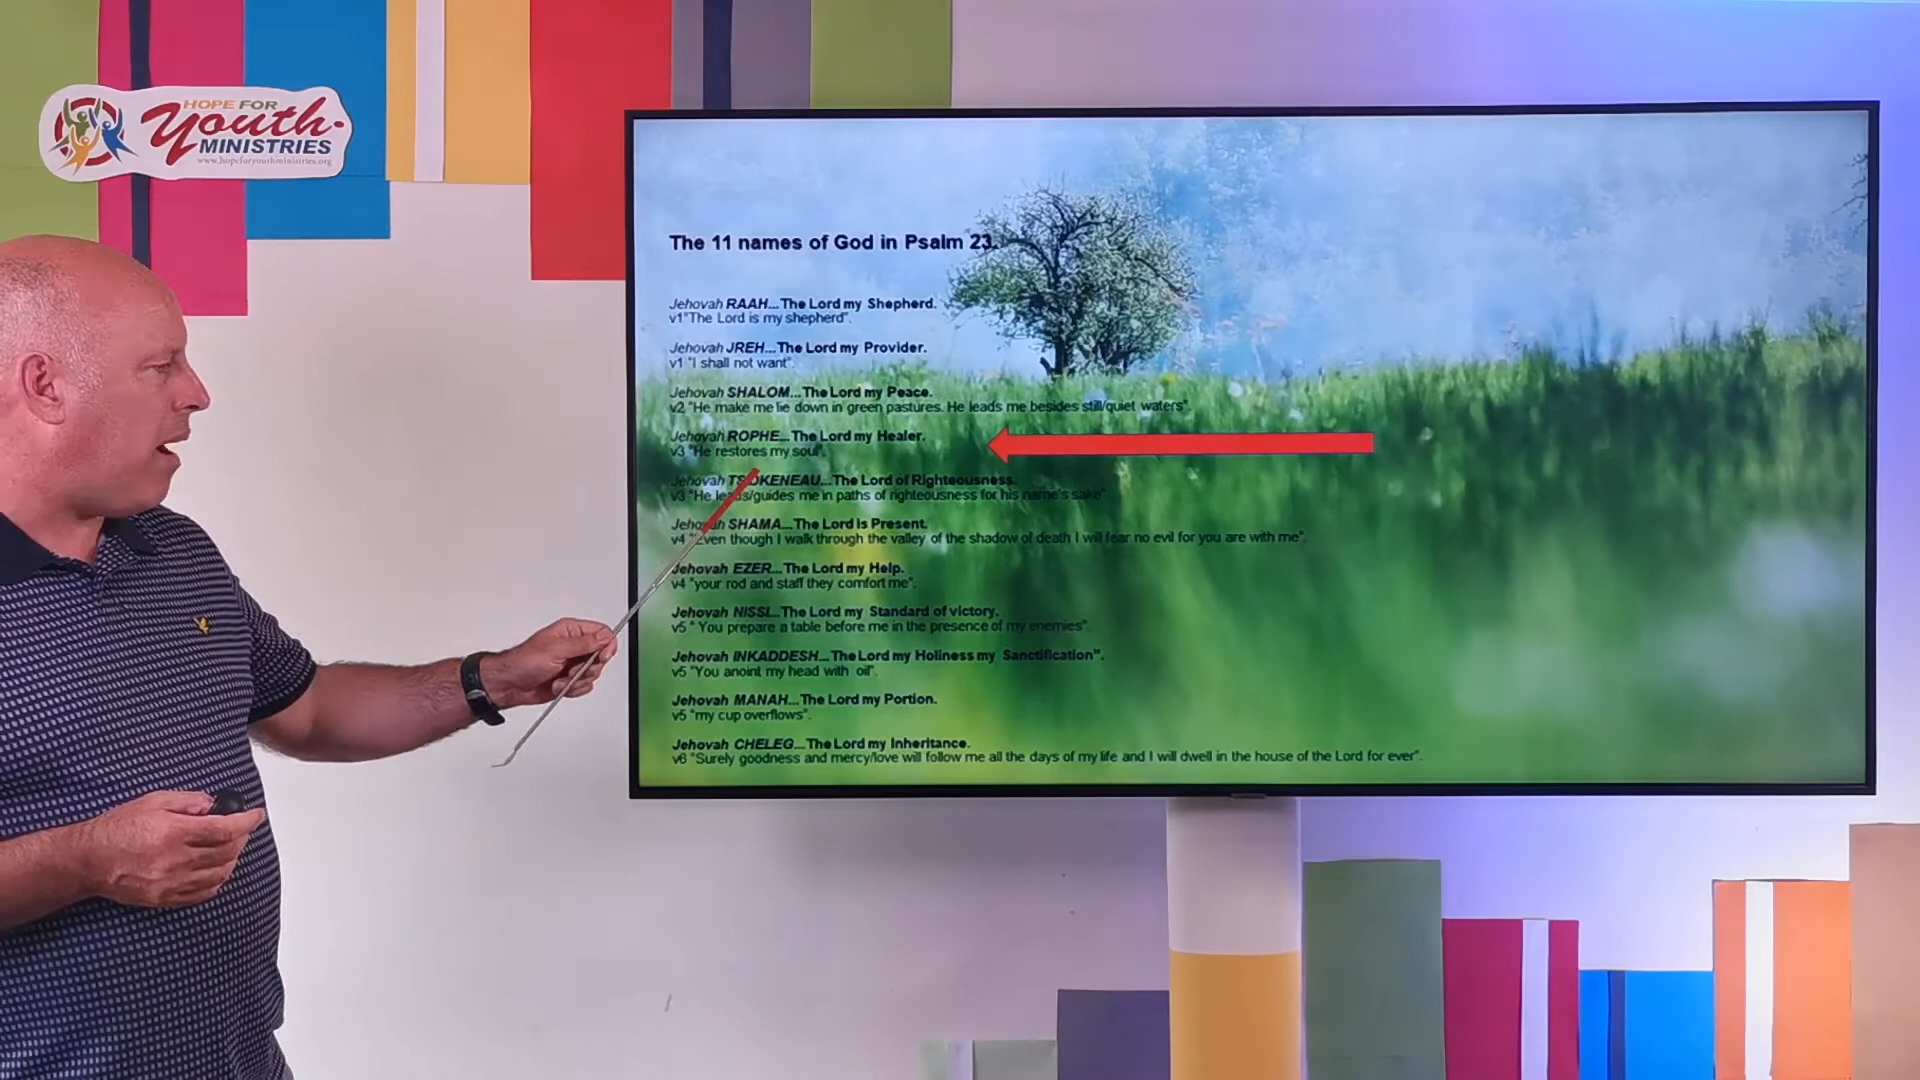 HOPE FOR
Youth
MINISTRIES
www.hopeforyouthministries.org
The 11 names of God in Psalm 23.
Jehovah RAAH...The Lord my Shepherd.
v1"The Lord is my shepherd".
Jehovah JREH...The Lord my Provider.
v1 "I shall not want".
Jehovah SHALOM...The Lord my Peace.
v2 "He make me lie down in green pastures. He leads me besides still/quiet waters".
Jehovah ROPHE...The Lord my Healer.
v3 "He restores my soul".
Jehovah TSIDKENEAU...The Lord of Righteousness.
v3 "He leads/guides me in paths of righteousness for his name's sake"
Jehovah SHAMA...The Lord is Present.
v4 "Even though I walk through the valley of the shadow of death I will fear no evil for you are with me".
Jehovah EZER...The Lord my Help.
v4 "your rod and staff they comfort me".
Jehovah NISSI...The Lord my Standard of victory.
v5 " You prepare a table before me in the presence of my enemies".
Jehovah INKADDESH...The Lord my Holiness my Sanctification".
v5 "You anoint my head with oil".
Jehovah MANAH...The Lord my Portion.
v5 "my cup overflows".
Jehovah CHELEG...The Lord my Inheritance.
v6 "Surely goodness and mercy/love will follow me all the days of my life and I will dwell in the house of the Lord for ever".